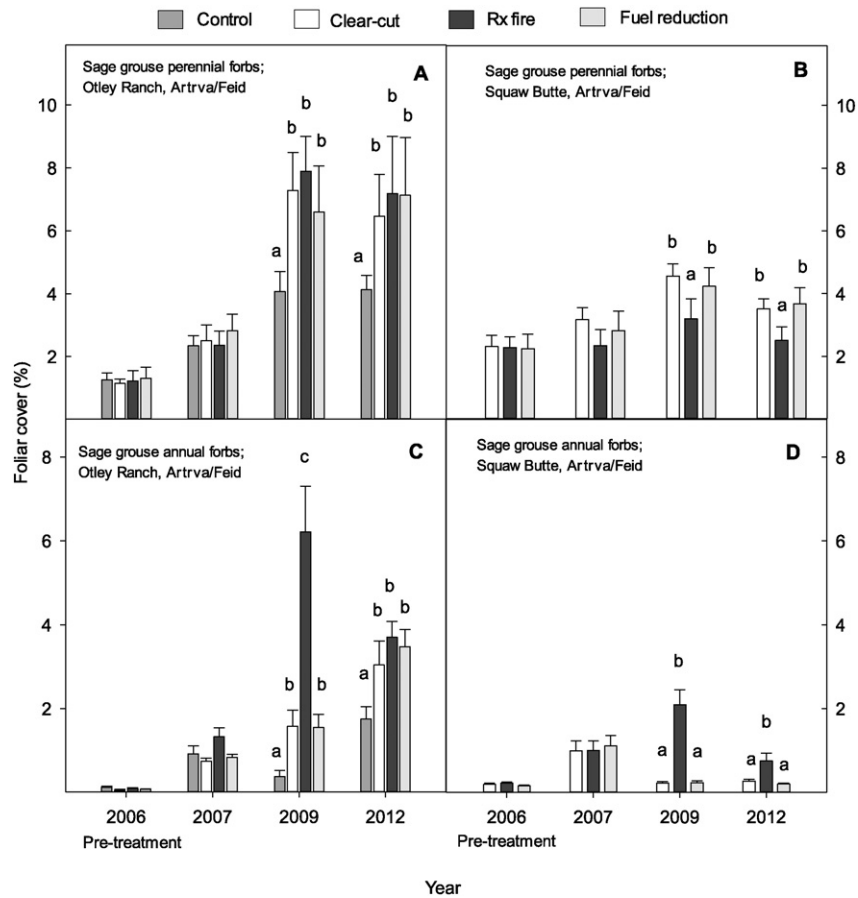 Control Clear-cut Rx fire Fuel reduction
Sage grouse perennial forbs;
Otley Ranch, Artrva/Feid
A
b
b
b
a
b
b
b
a
10
8
6
4
2
Sage grouse perennial forbs;
Squaw Butte, Artrva/Feid
B
b
a
b
b
a
b
10
8
6
4
2
Foliar cover (%)
Sage grouse annual forbs;
Otley Ranch, Artrva/Feid
C
c
b
b
a
b
b
b
a
8
6
4
2
Sage grouse annual forbs;
Squaw Butte, Artrva/Feid
D
b
a
a
b
a
a
8
6
4
2
2006 2007 2009 2012
Pre-treatment
2006 2007 2009 2012
Pre-treatment
Year